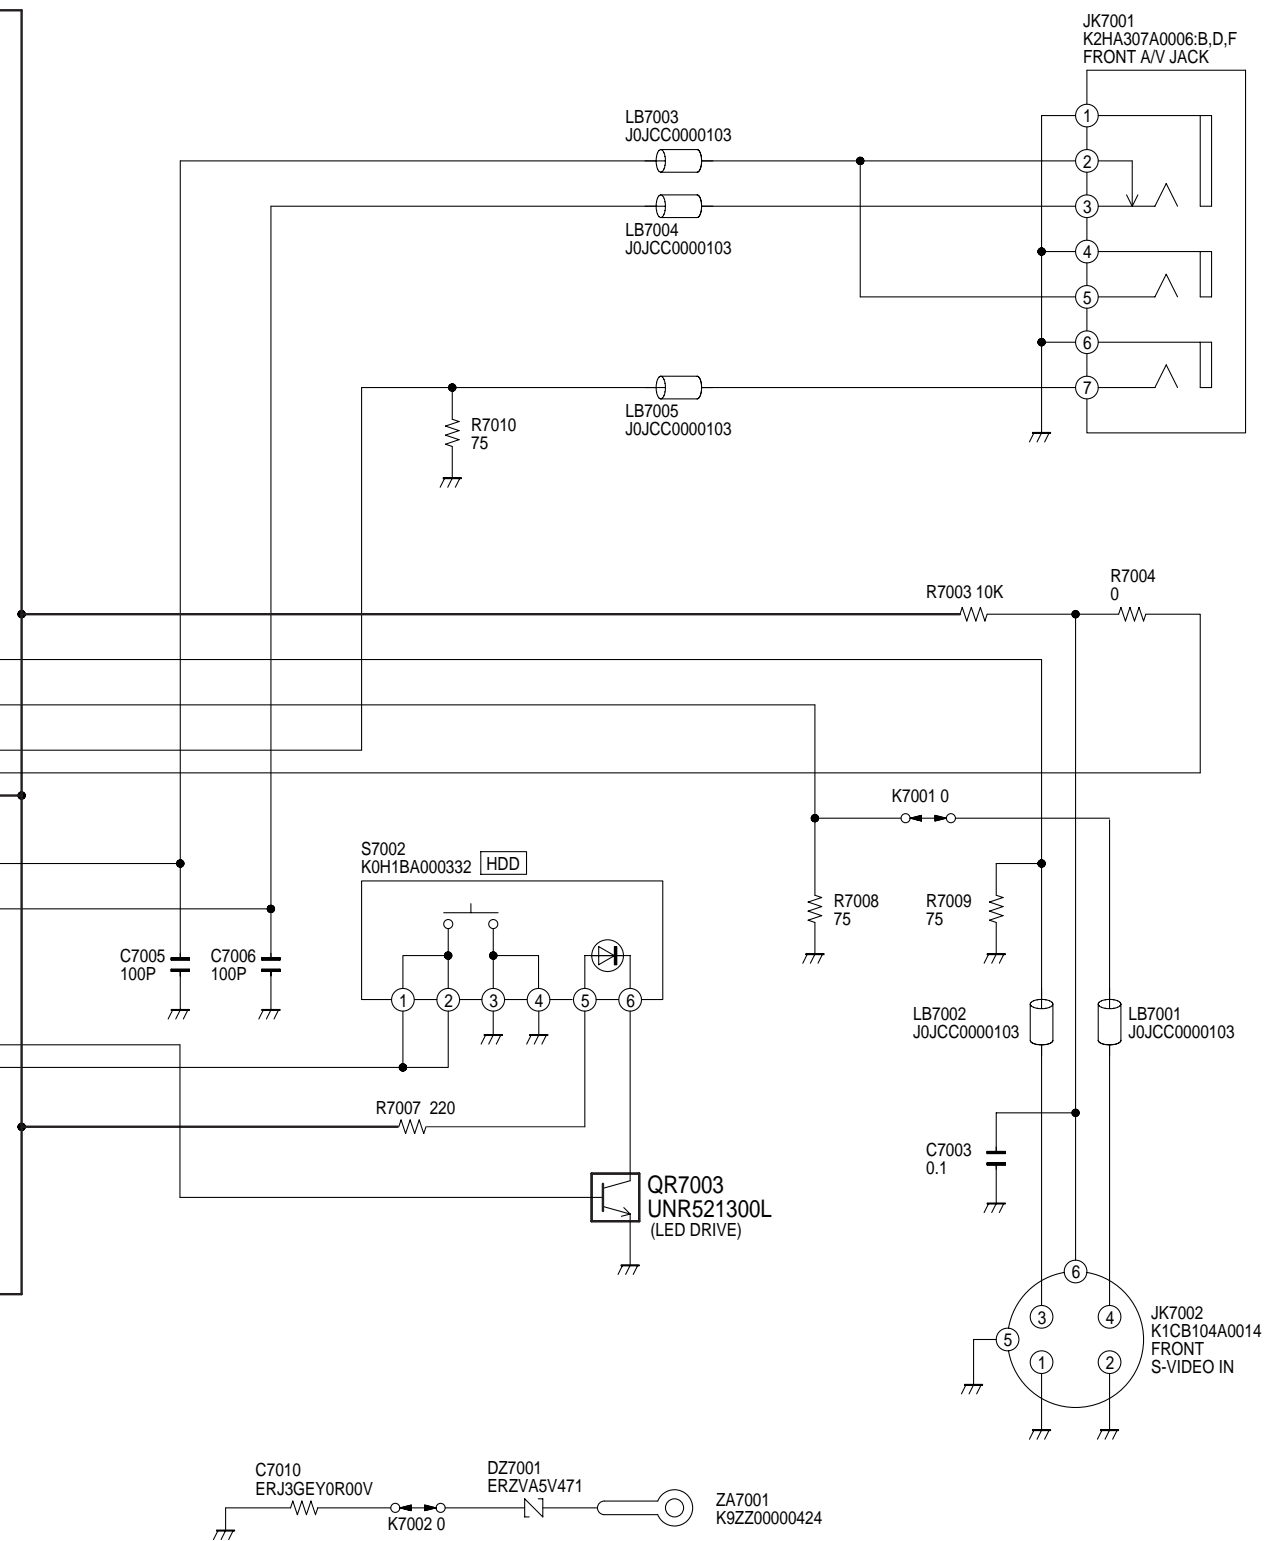 JK7001
K2HA307A0006:B,D,F
FRONT A/V JACK
LB7003
J0JCC0000103
1
2
3
LB7004
J0JCC0000103
4
5
6
7
LB7005
J0JCC0000103
R7010
75
R7003 10K
R7004
0
K7001 0
S7002
K0H1BA000332 HDD
R7008
75
R7009
75
C7005
100P
C7006
100P
1 2 3 4 5 6
LB7002
J0JCC0000103
LB7001
J0JCC0000103
R7007 220
C7003
0.1
QR7003
UNR521300L
(LED DRIVE)
6
3 4
5
1 2
JK7002
K1CB104A0014
FRONT
S-VIDEO IN
C7010
ERJ3GEY0R00V
K7002 0
DZ7001
ERZVA5V471
ZA7001
K9ZZ00000424